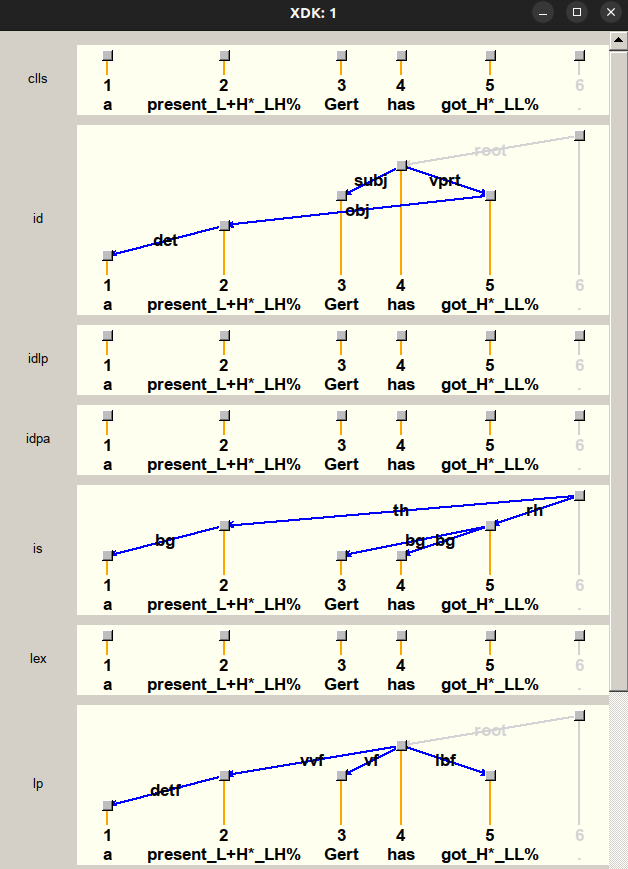 XDK: 1
clls
1 2 3 4 5 6
a present_L+H*_LH% Gert has got_H*_LL% .
id
root
subj vprt
obj
det
1 2 3 4 5 6
a present_L+H*_LH% Gert has got_H*_LL% .
idlp
1 2 3 4 5 6
a present_L+H*_LH% Gert has got_H*_LL% .
idpa
1 2 3 4 5 6
a present_L+H*_LH% Gert has got_H*_LL% .
is
th rh
bg bg bg
1 2 3 4 5 6
a present_L+H*_LH% Gert has got_H*_LL% .
lex
1 2 3 4 5 6
a present_L+H*_LH% Gert has got_H*_LL% .
lp
root
vvf vf lbf
detf
1 2 3 4 5 6
a present_L+H*_LH% Gert has got_H*_LL% .